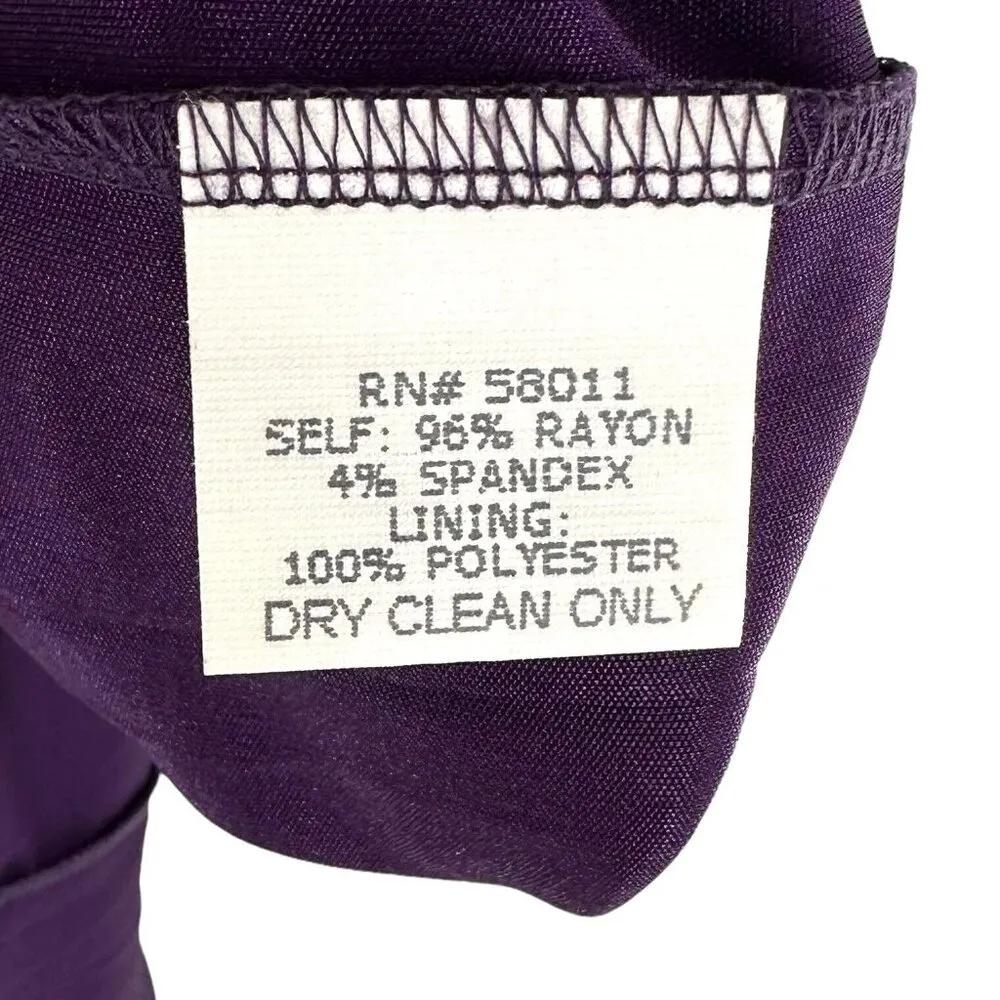 RN# 58011
SELF: 96% RAYON
4% SPANDEX
LINING:
100% POLYESTER
DRY CLEAN ONLY